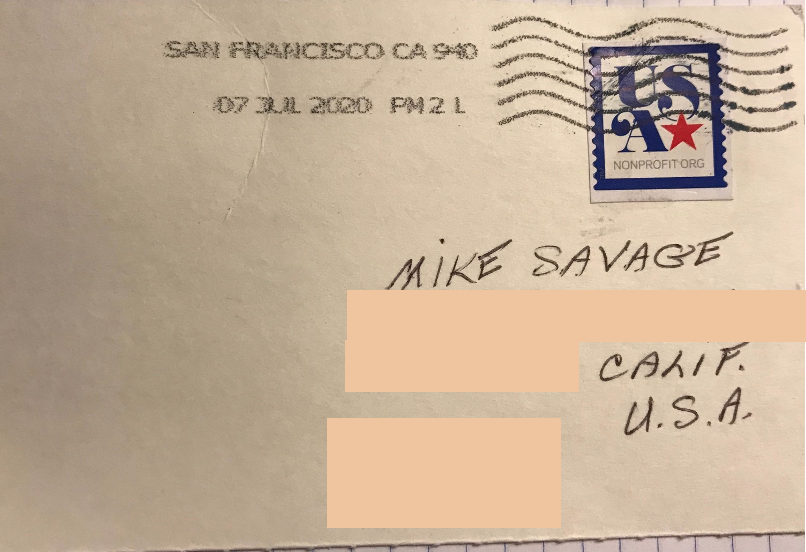 SAN FRANCISCO CA 940
07 JUL 2020 PM 2 L
USA
NONPROFIT ORG
MIKE SAVAGE
CALIF.
U.S.A.